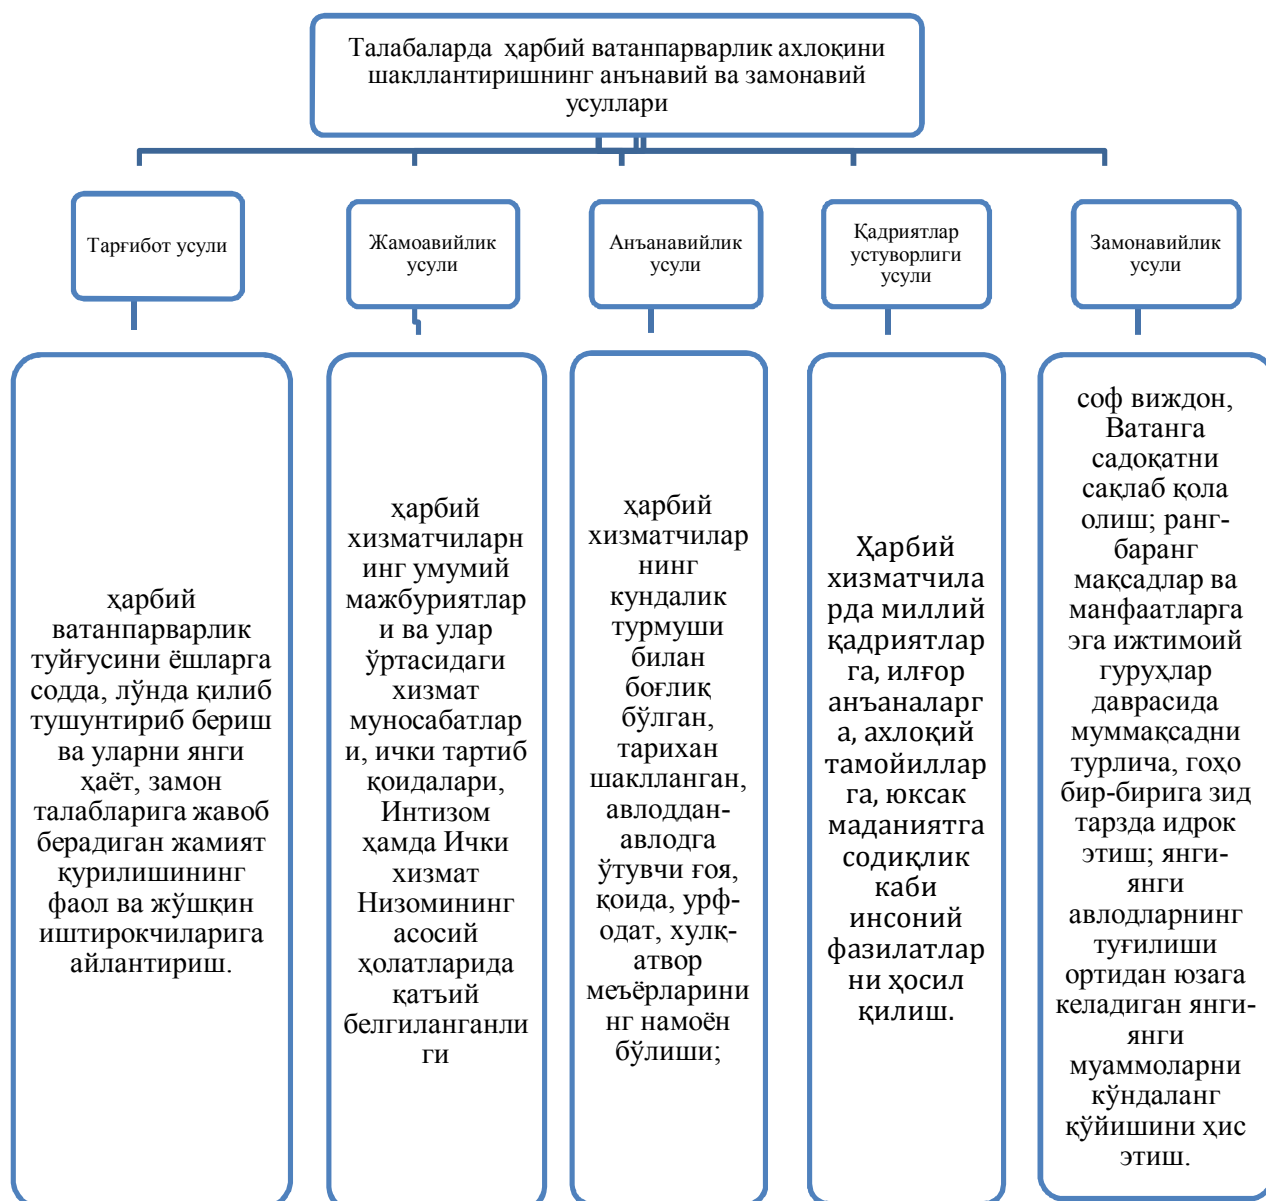 Талабаларда ҳарбий ватанпарварлик ахлоқини
шакллантиришнинг анънавий ва замонавий
усуллари
Тарғибот усули
Жамоавийлик
усули
Анъанавийлик
усули
Қадриятлар
устуворлиги
усули
Замонавийлик
усули
ҳарбий
ватанпарварлик
туйғусини ёшларга
содда, лўнда қилиб
тушунтириб бериш
ва уларни янги
ҳаёт, замон
талабларига жавоб
берадиган жамият
қурилишининг
фаол ва жўшқин
иштирокчиларига
айлантириш.
ҳарбий
хизматчиларн
инг умумий
мажбуриятлар
и ва улар
ўртасидаги
хизмат
муносабатлар
и, ички тартиб
қоидалари,
Интизом
ҳамда Ички
хизмат
Низомининг
асосий
ҳолатларида
қатъий
белгиланганли
ги
ҳарбий
хизматчилар
нинг
кундалик
турмуши
билан
боғлиқ
бўлган,
тарихан
шаклланган,
авлоддан-
авлодга
ўтувчи ғоя,
қоида, урф-
одат, хулқ-
атвор
меъёрларини
нг намоён
бўлиши;
Ҳарбий
хизматчила
рда миллий
қадриятлар
га, илғор
анъаналарг
а, ахлоқий
тамойиллар
га, юксак
маданиятга
содиқлик
каби
инсоний
фазилатлар
ни ҳосил
қилиш.
соф виждон,
Ватанга
садоқатни
сақлаб қола
олиш; ранг-
баранг
мақсадлар ва
манфаатларга
эга ижтимоий
гуруҳлар
даврасида
муммақсадни
турлича, гоҳо
бир-бирига зид
тарзда идрок
этиш; янги-
янги
авлодларнинг
туғилиши
ортидан юзага
келадиган янги-
янги
муаммоларни
кўндаланг
қўйишини ҳис
этиш.